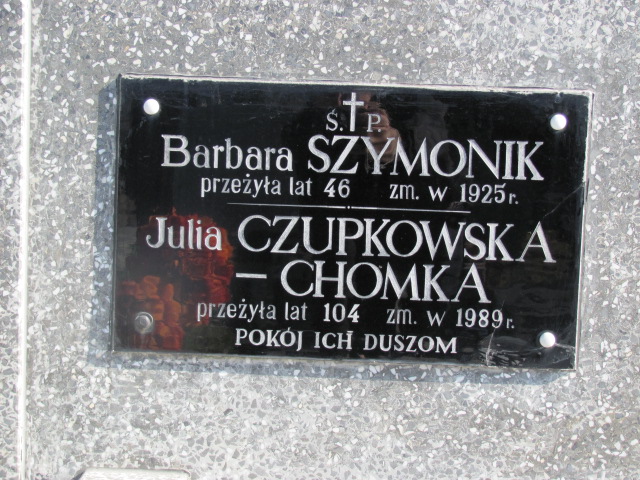 Ś. P.
Barbara SZYMONIK
przeżyła lat 46 zm. w 1925 r.
Julia CZUPKOWSKA
– CHOMKA
przeżyła lat 104 zm. w 1989 r.
POKÓJ ICH DUSZOM